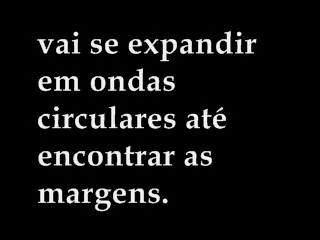 vai se expandir
em ondas
circulares até
encontrar as
margens.